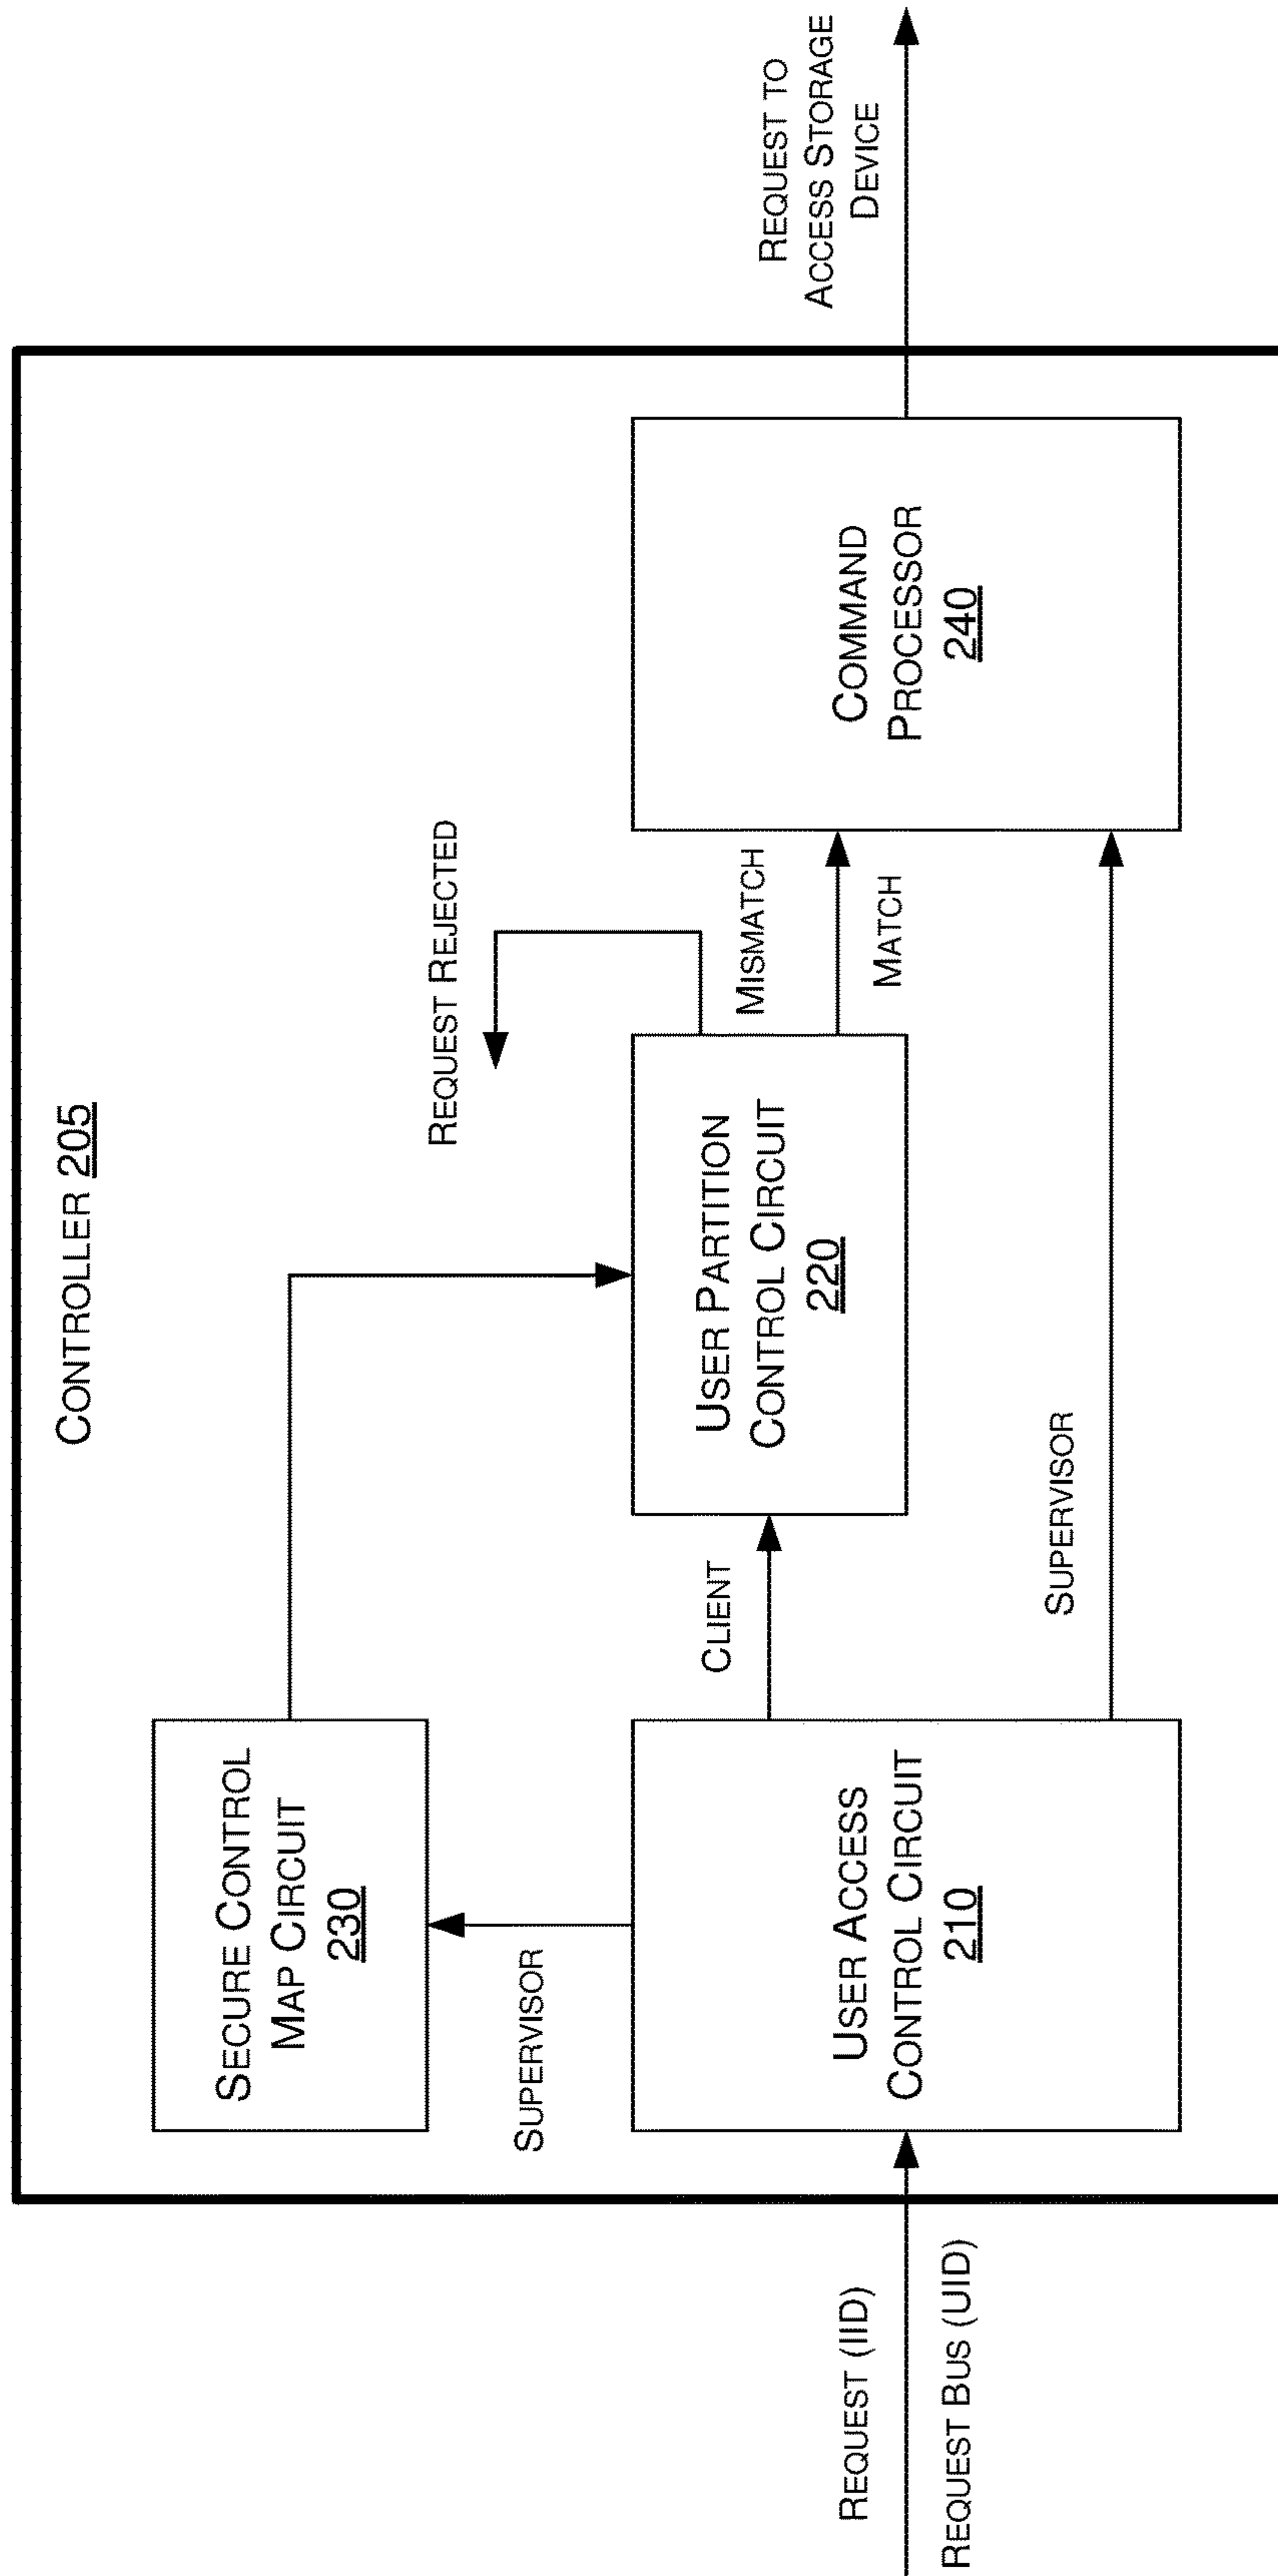 CONTROLLER 205
SECURE CONTROL
MAP CIRCUIT
230
REQUEST REJECTED
SUPERVISOR
CLIENT
USER PARTITION
CONTROL CIRCUIT
220
MISMATCH
MATCH
REQUEST TO
ACCESS STORAGE
DEVICE
REQUEST (IID)
REQUEST BUS (UID)
USER ACCESS
CONTROL CIRCUIT
210
COMMAND
PROCESSOR
240
SUPERVISOR